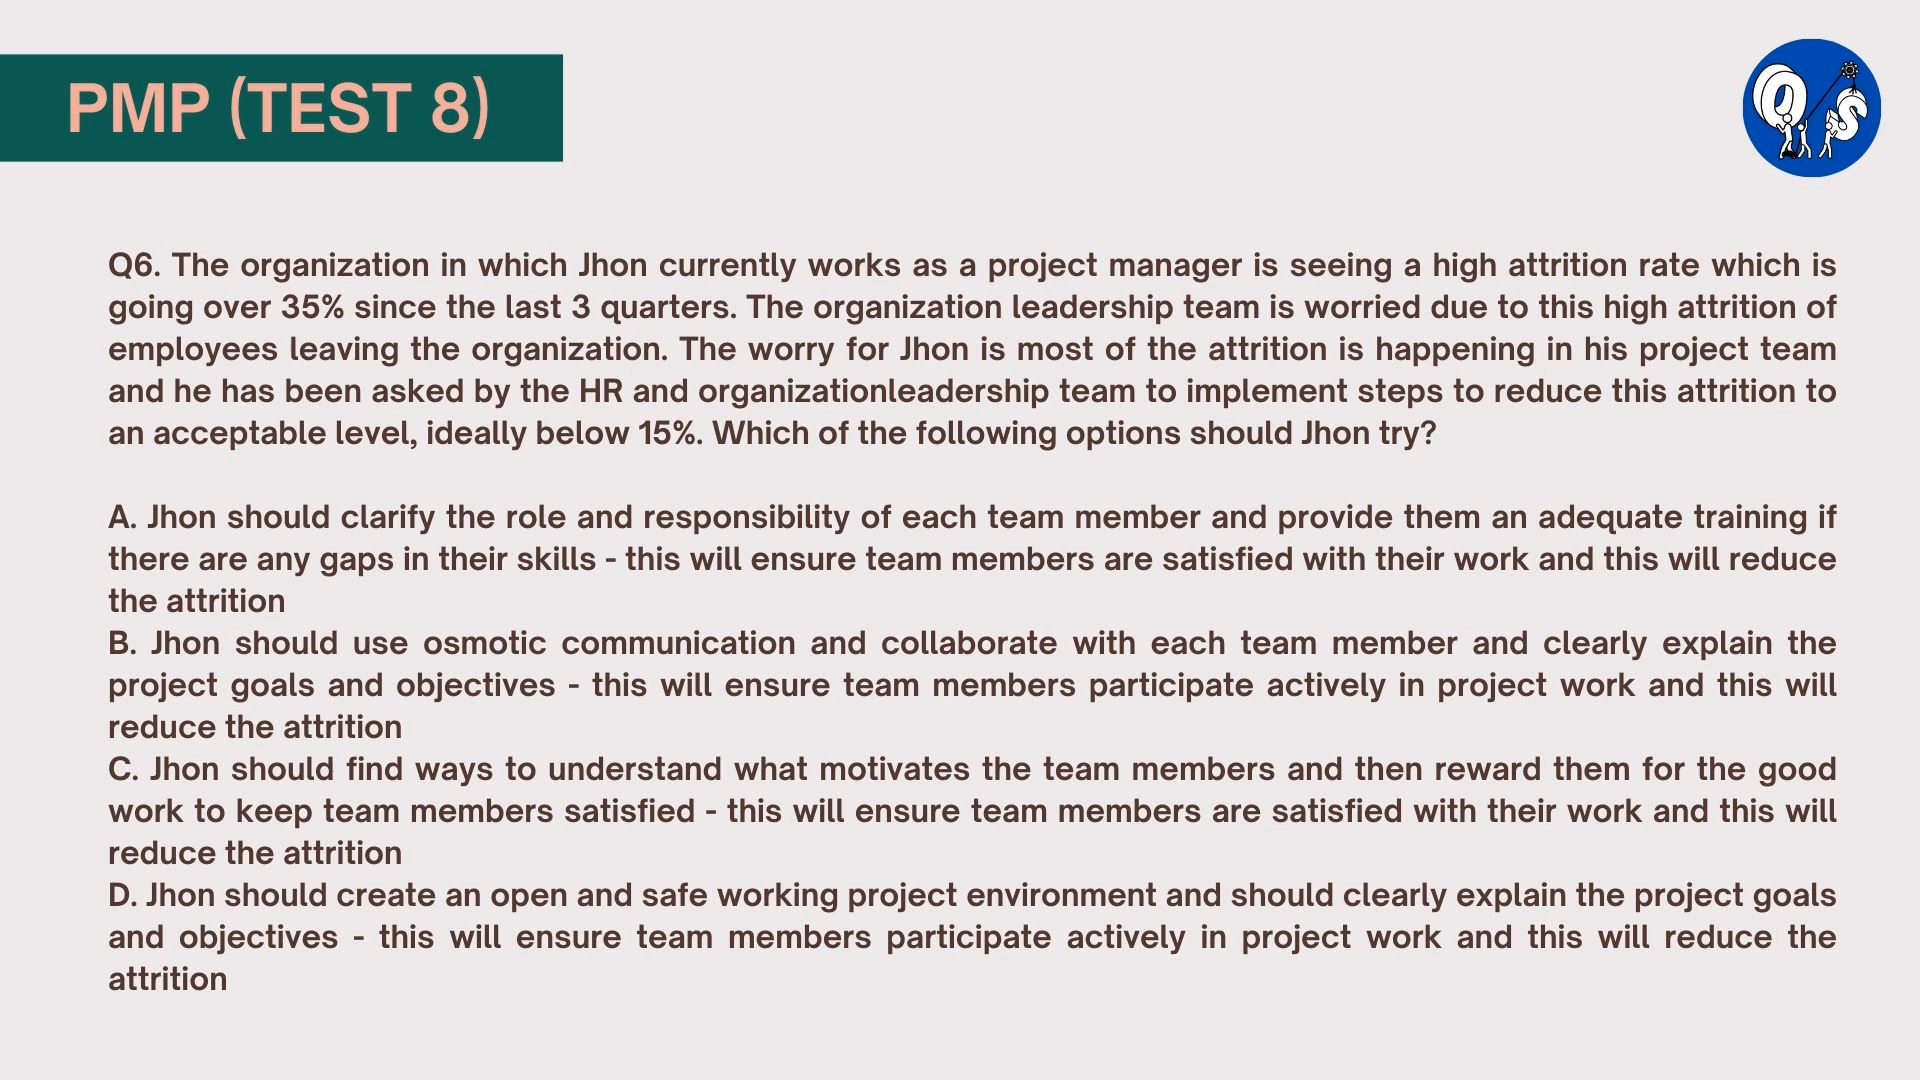 PMP (TEST 8)
Q S
Q6. The organization in which Jhon currently works as a project manager is seeing a high attrition rate which is
going over 35% since the last 3 quarters. The organization leadership team is worried due to this high attrition of
employees leaving the organization. The worry for Jhon is most of the attrition is happening in his project team
and he has been asked by the HR and organizationleadership team to implement steps to reduce this attrition to
an acceptable level, ideally below 15%. Which of the following options should Jhon try?
A. Jhon should clarify the role and responsibility of each team member and provide them an adequate training if
there are any gaps in their skills - this will ensure team members are satisfied with their work and this will reduce
the attrition
B. Jhon should use osmotic communication and collaborate with each team member and clearly explain the
project goals and objectives - this will ensure team members participate actively in project work and this will
reduce the attrition
C. Jhon should find ways to understand what motivates the team members and then reward them for the good
work to keep team members satisfied - this will ensure team members are satisfied with their work and this will
reduce the attrition
D. Jhon should create an open and safe working project environment and should clearly explain the project goals
and objectives - this will ensure team members participate actively in project work and this will reduce the
attrition